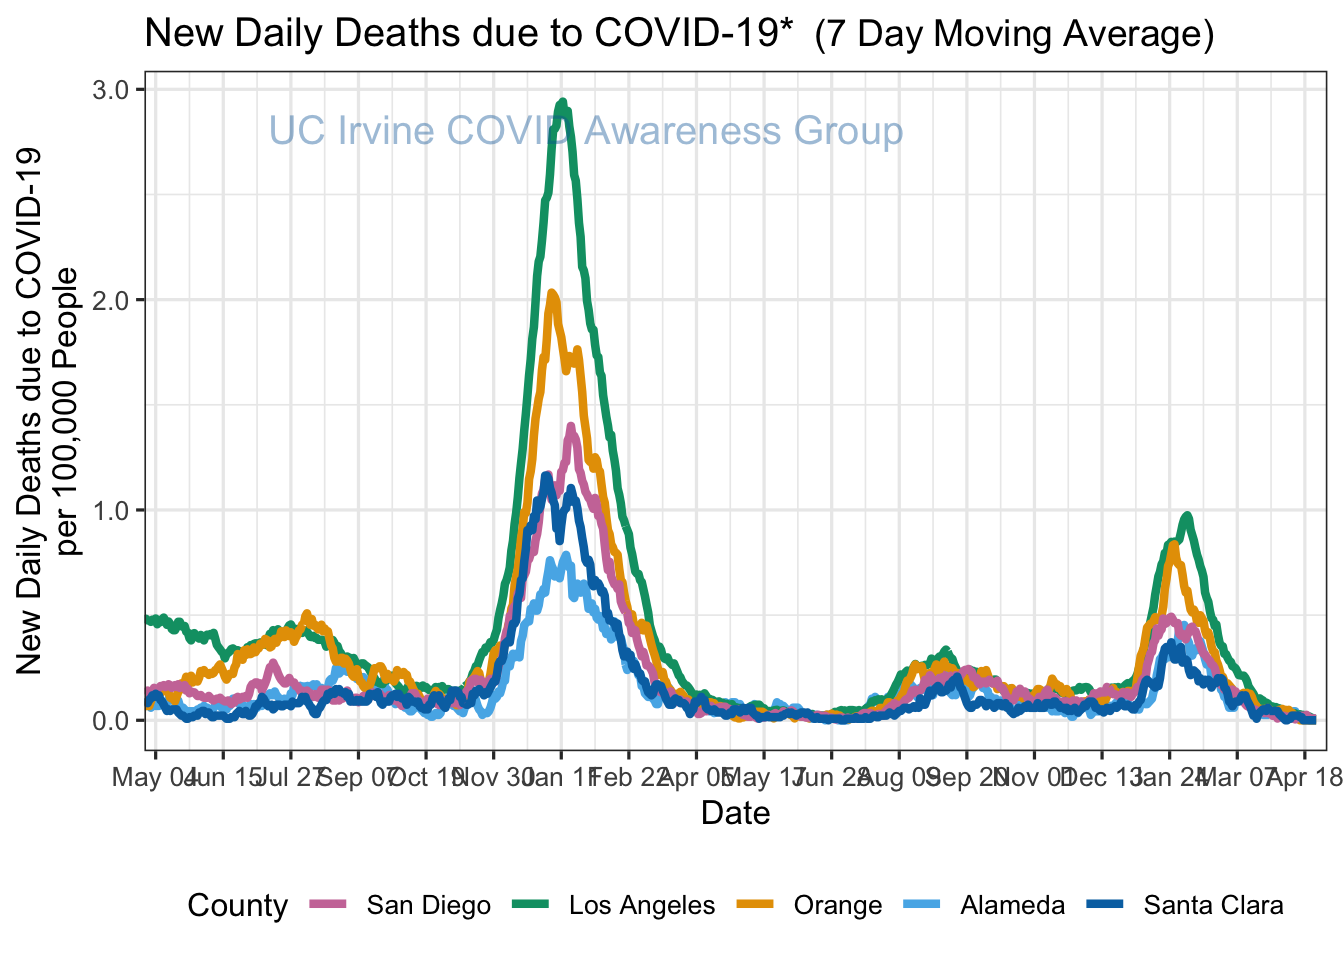 New Daily Deaths due to COVID-19* (7 Day Moving Average)
UC Irvine COVID Awareness Group
New Daily Deaths due to COVID-19
per 100,000 People
3.0
2.0
1.0
0.0
May 04 Jun 15 Jul 27 Sep 07 Oct 19 Nov 30 Jan 11 Feb 22 Apr 05 May 17 Jun 28 Aug 09 Sep 20 Nov 01 Dec 13 Jan 24 Mar 07 Apr 18
Date
County San Diego Los Angeles Orange Alameda Santa Clara